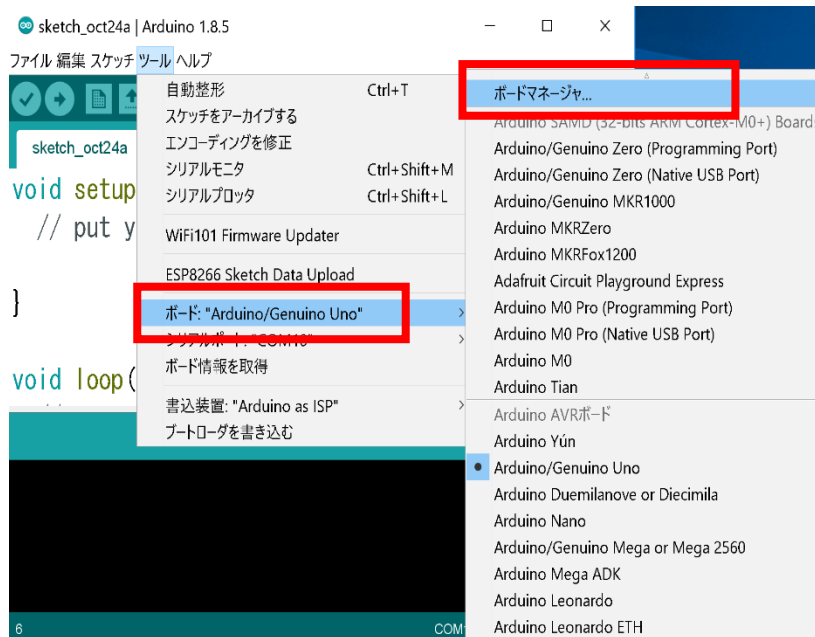 sketch_oct24a | Arduino 1.8.5
ファイル 編集 スケッチ ツール ヘルプ
sketch_oct24a
void setup
// put y
}
void loop(
自動整形 Ctrl+T
スケッチをアーカイブする
エンコーディングを修正
シリアルモニタ Ctrl+Shift+M
シリアルプロッタ Ctrl+Shift+L
WiFi101 Firmware Updater
ESP8266 Sketch Data Upload
ボード: "Arduino/Genuino Uno"
シリアルポート: "COM10"
ボード情報を取得
書込装置: "Arduino as ISP"
ブートローダを書き込む
ボードマネージャ...
Arduino SAMD (32-bits ARM Cortex-M0+) Boards
Arduino/Genuino Zero (Programming Port)
Arduino/Genuino Zero (Native USB Port)
Arduino/Genuino MKR1000
Arduino MKRZero
Arduino MKRFox1200
Adafruit Circuit Playground Express
Arduino M0 Pro (Programming Port)
Arduino M0 Pro (Native USB Port)
Arduino M0
Arduino Tian
Arduino AVRボード
Arduino Yún
Arduino/Genuino Uno
Arduino Duemilanove or Diecimila
Arduino Nano
Arduino/Genuino Mega or Mega 2560
Arduino Mega ADK
Arduino Leonardo
Arduino Leonardo ETH
6